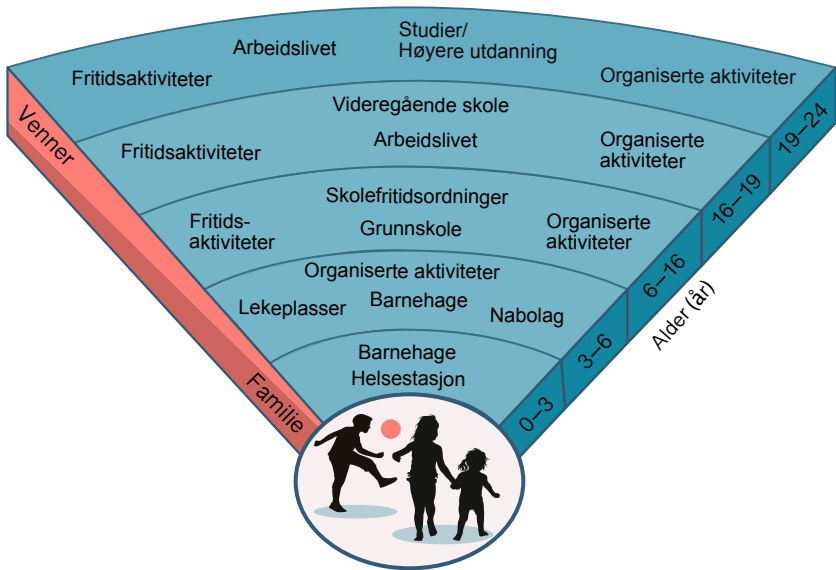 Studier/
Høyere utdanning
Arbeidslivet
Fritidsaktiviteter
Organiserte aktiviteter
Videregående skole
Arbeidslivet
Fritidsaktiviteter
Organiserte
aktiviteter
Skolefritidsordninger
Grunnskole
Fritids-
aktiviteter
Organiserte
aktiviteter
Organiserte aktiviteter
Barnehage
Lekeplasser
Nabolag
Barnehage
Helsestasjon
Venner
Familie
19–24
16–19
6–16
3–6
0–3
Alder (år)